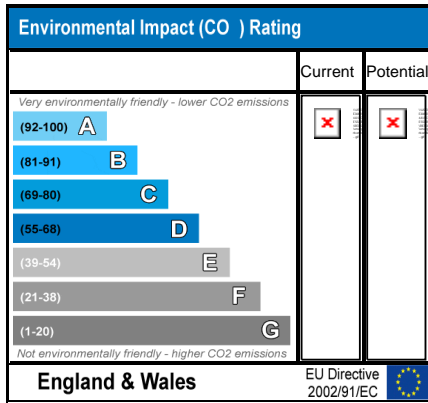 Environmental Impact (CO ) Rating
Current Potential
Very environmentally friendly - lower CO2 emissions
(92-100) A
(81-91) B
(69-80) C
(55-68) D
(39-54) E
(21-38) F
(1-20) G
Not environmentally friendly - higher CO2 emissions
England & Wales
EU Directive
2002/91/EC